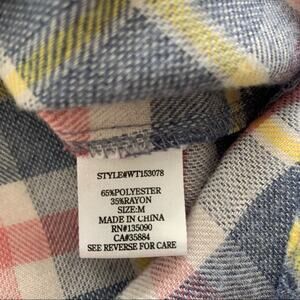 STYLE#WT153078
65%POLYESTER
35%RAYON
SIZE:M
MADE IN CHINA
RN#135090
CA#35884
SEE REVERSE FOR CARE